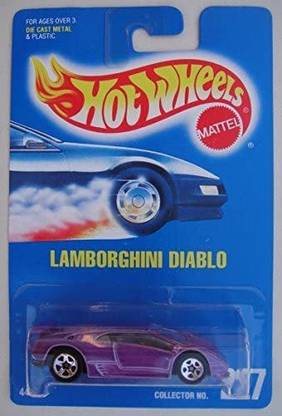 FOR AGES OVER 3
DIE CAST METAL
& PLASTIC
Hot Wheels
MATTEL
LAMBORGHINI DIABLO
COLLECTOR NO.